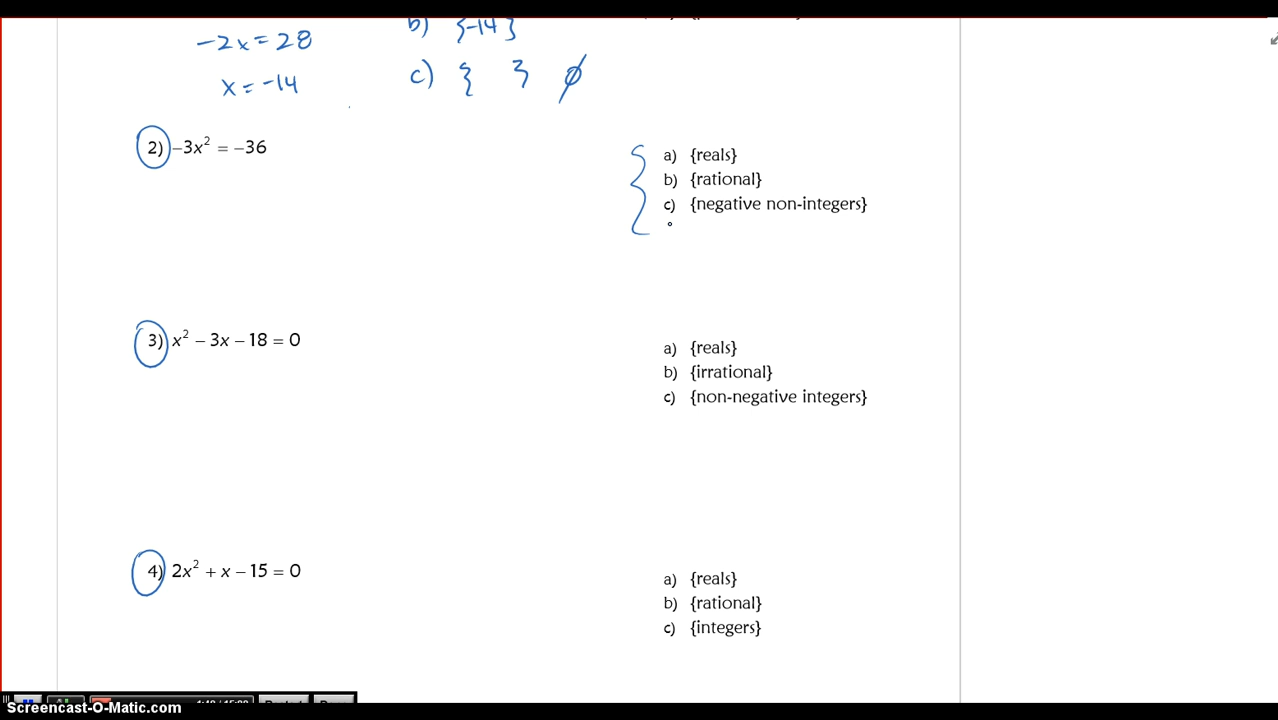 b) {-14}
-2x = 28
c) { } ∅
x = -14
2) –3x² = –36
a) {reals}
b) {rational}
c) {negative non-integers}
3) x² – 3x – 18 = 0
a) {reals}
b) {irrational}
c) {non-negative integers}
4) 2x² + x – 15 = 0
a) {reals}
b) {rational}
c) {integers}
Screencast-O-Matic.com